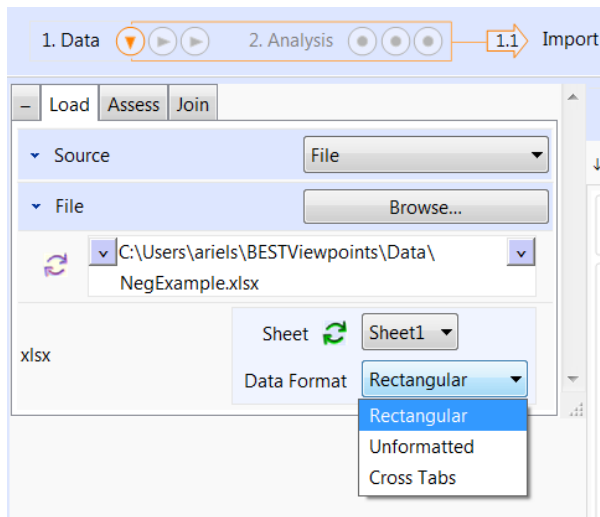 1. Data 2. Analysis 1.1 Import
– Load Assess Join
Source File
File Browse...
C:\Users\ariels\BESTViewpoints\Data\
NegExample.xlsx
Sheet Sheet1
xlsx
Data Format Rectangular
Rectangular
Unformatted
Cross Tabs